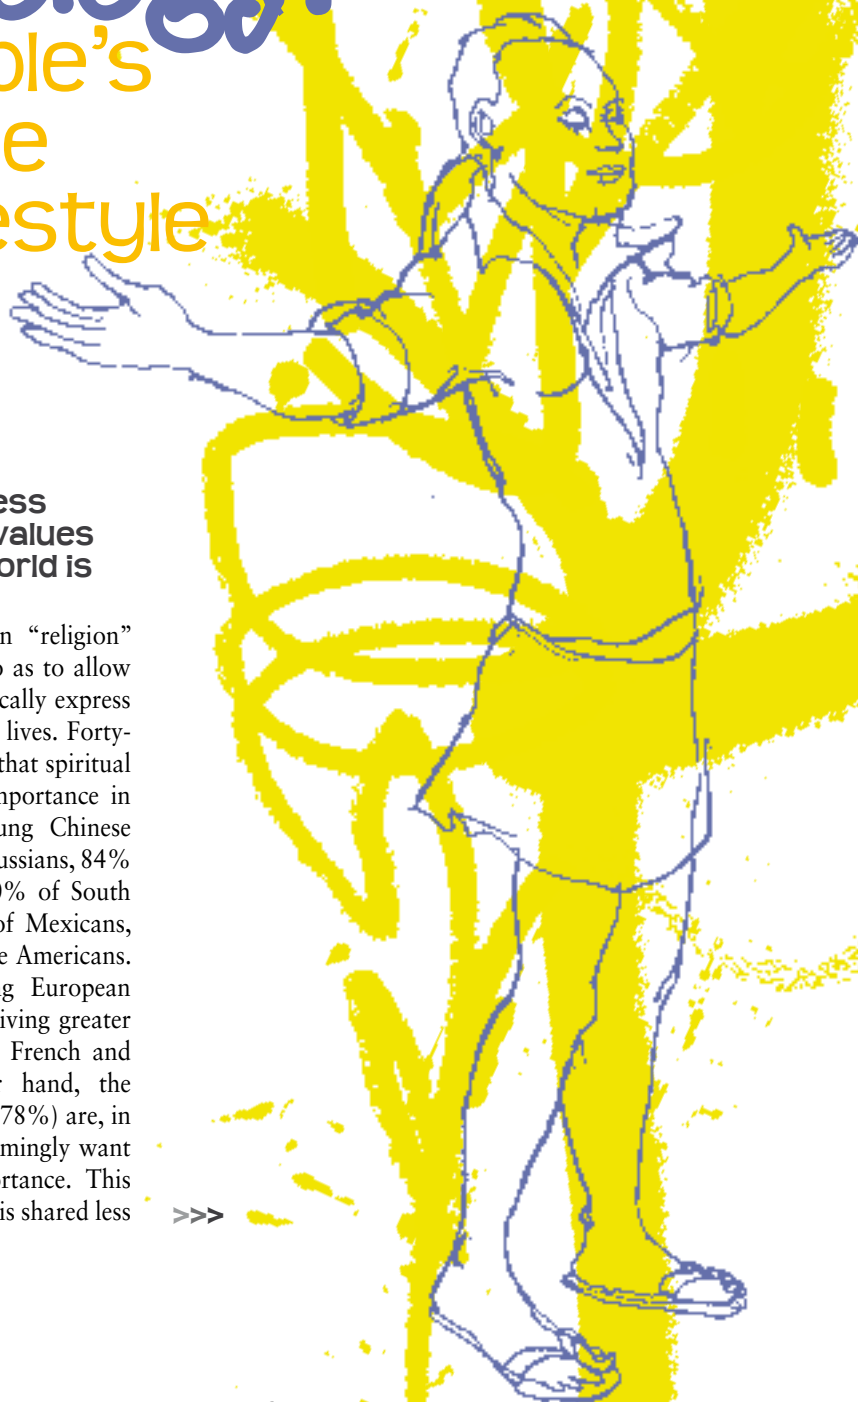 ple's
e
estyle
ess
values
orld is
n “religion”
o as to allow
cally express
lives. Forty-
that spiritual
mportance in
ung Chinese
ussians, 84%
0% of South
of Mexicans,
e Americans.
g European
iving greater
French and
r hand, the
78%) are, in
mingly want
rtance. This
is shared less
>>>